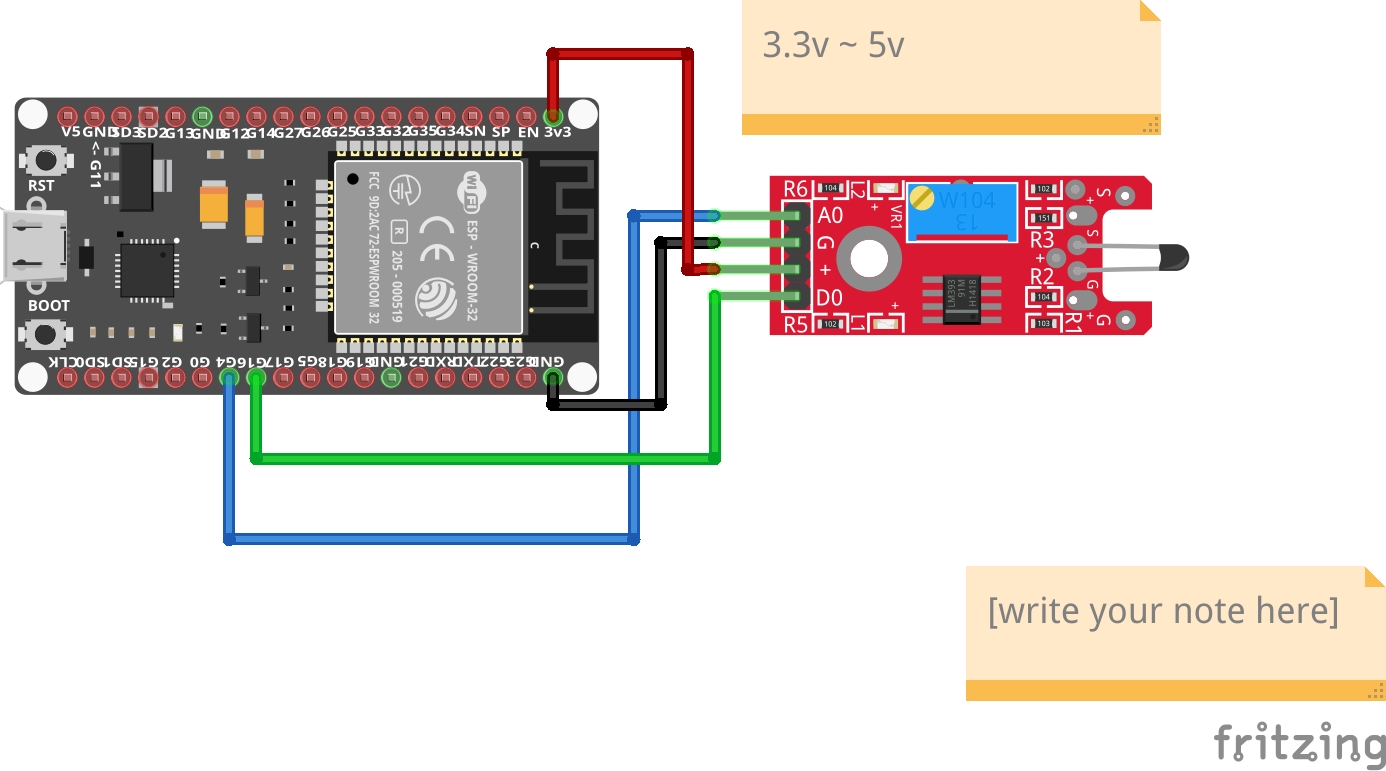 3.3v ~ 5v
V5 GND SD3 SD2 G13 GND G12 G14 G27 G26 G25 G33 G32 G35 G34 SN SP EN 3v3
<- G11
RST
BOOT
FCC 9D:2AC 72-ESPWROOM 32
R
205 - 000519
CE
WiFi
ESP - WROOM-32
C
CLK SD0 SD1 G15 G2 G0 G4 G16 G17 G5 G18 G19 GND G21 RXD TXD G22 G23 GND
R6
104
L2
+
VR1
W104
13
102
+
S
151
A0
G
+
D0
R3
S
+
R2
G
H1418
91M
LM393
104
+
R1
G
R5
102
L1
+
103
[write your note here]
fritzing